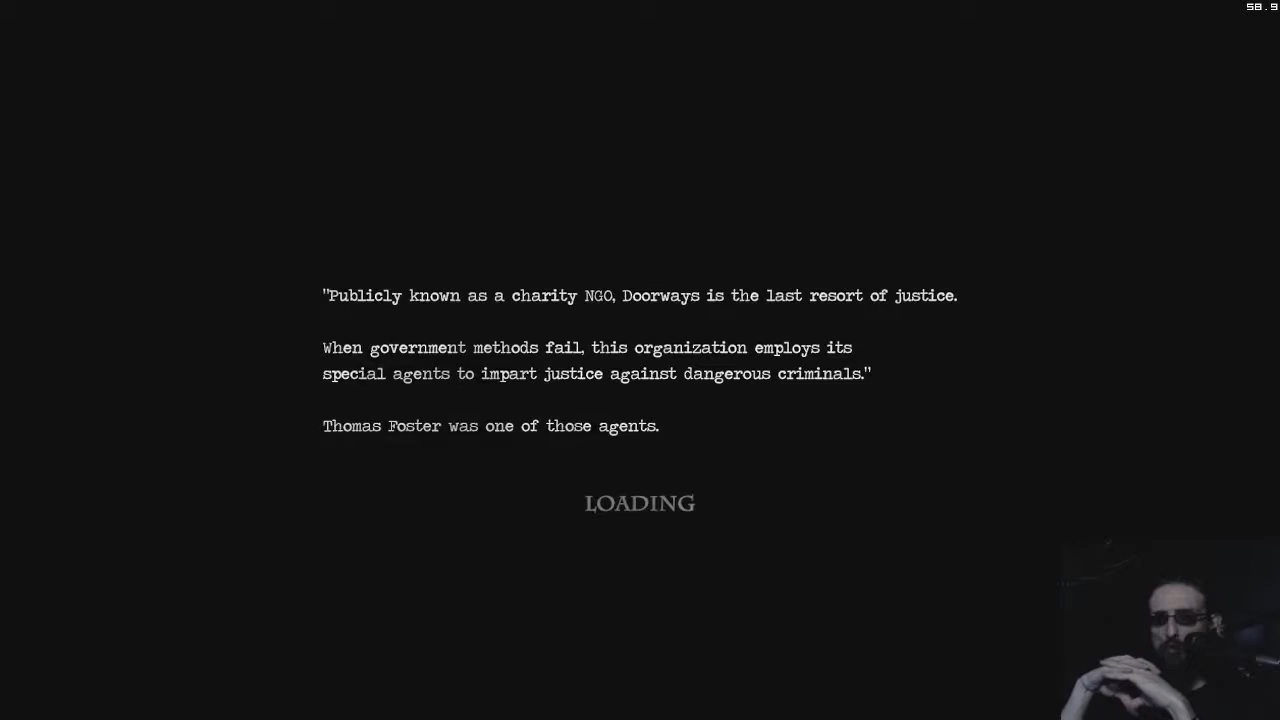 58.9
"Publicly known as a charity NGO, Doorways is the last resort of justice.
When government methods fail, this organization employs its
special agents to impart justice against dangerous criminals."
Thomas Foster was one of those agents.
LOADING